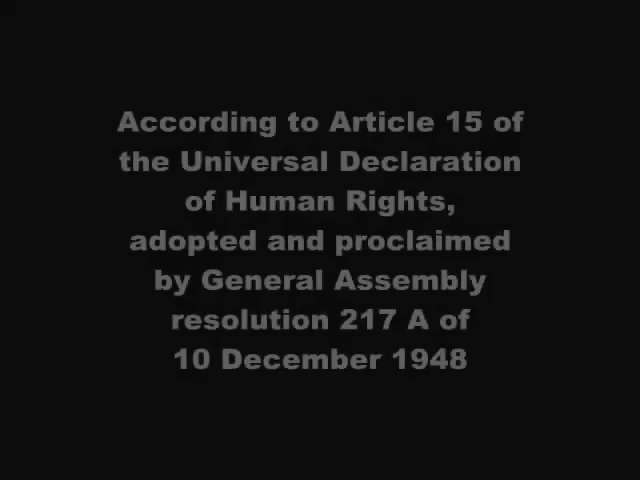 According to Article 15 of
the Universal Declaration
of Human Rights,
adopted and proclaimed
by General Assembly
resolution 217 A of
10 December 1948